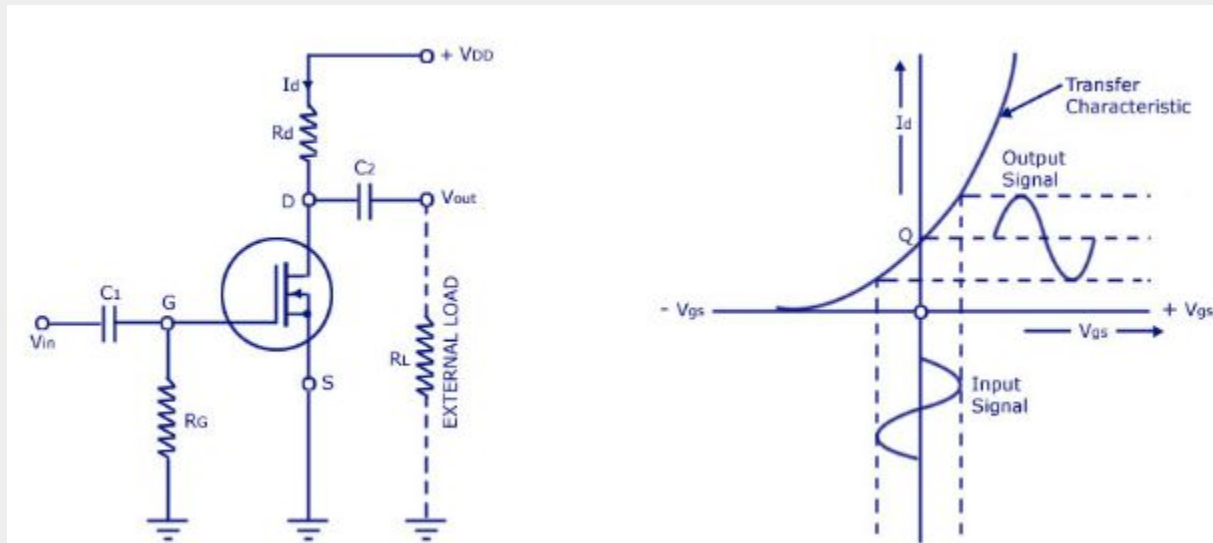 + VDD
Id
Rd
C2
D
Vout
C1
G
Vin
S
RL
EXTERNAL LOAD
RG
Transfer
Characteristic
Id
Output
Signal
Q
- Vgs
+ Vgs
Vgs
Input
Signal